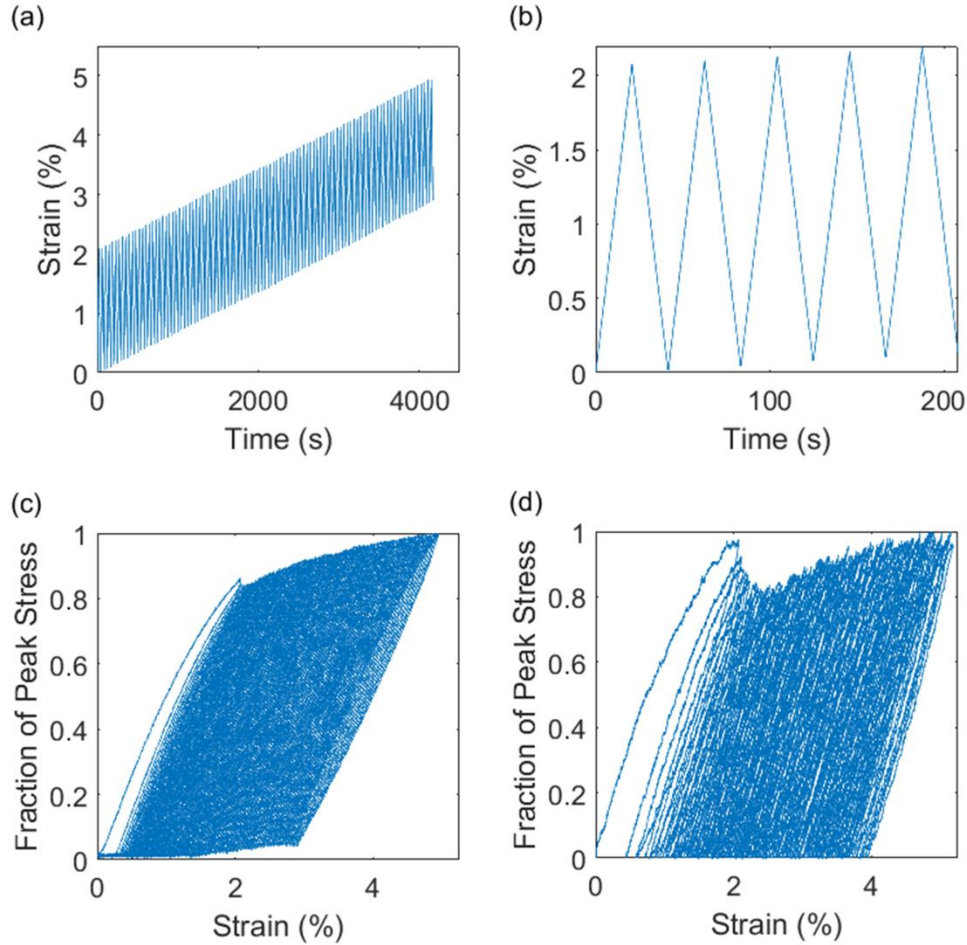 (a)
5
4
3
2
1
0
Strain (%)
0 2000 4000
Time (s)
(b)
2
1.5
1
0.5
0
Strain (%)
0 100 200
Time (s)
(c)
1
0.8
0.6
0.4
0.2
0
Fraction of Peak Stress
0 2 4
Strain (%)
(d)
1
0.8
0.6
0.4
0.2
0
Fraction of Peak Stress
0 2 4
Strain (%)